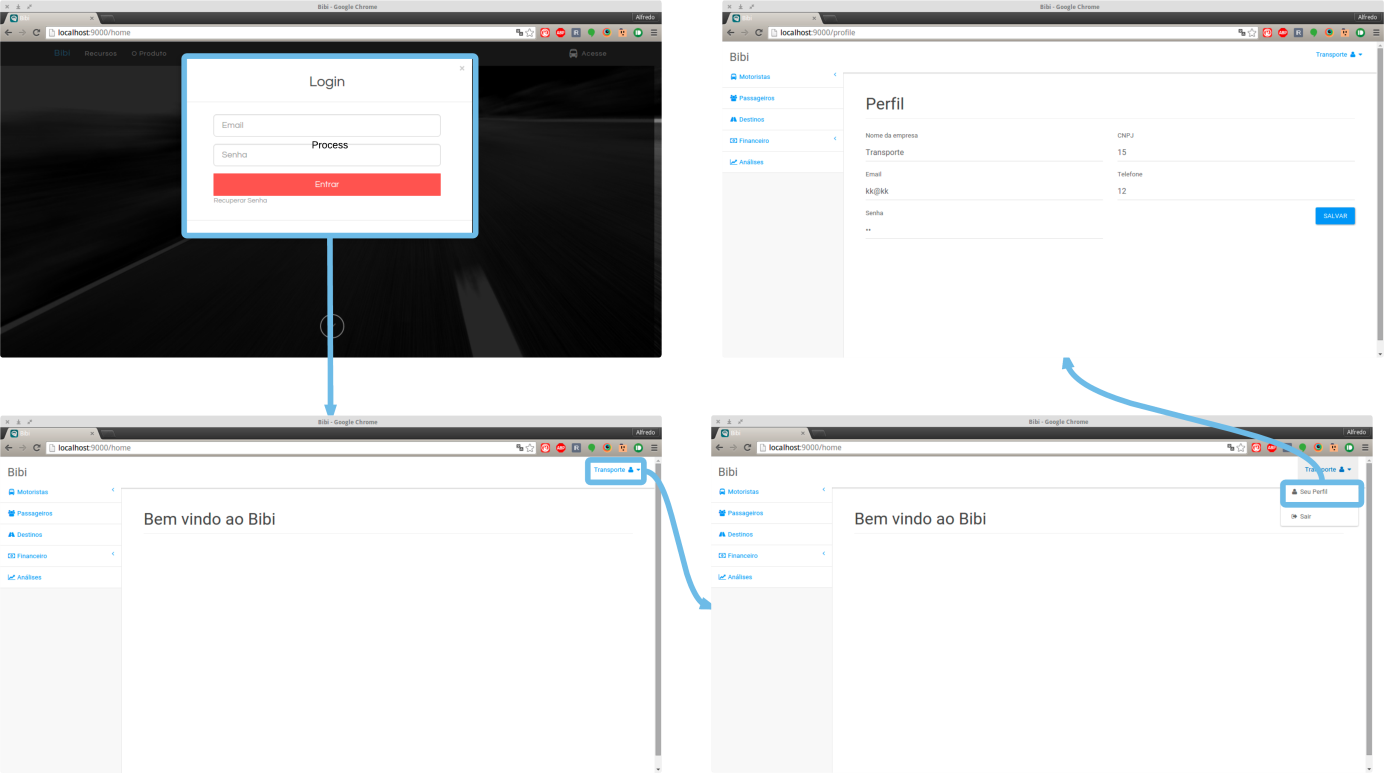 Bibi - Google Chrome
Bibi
Alfredo
localhost:9000/home
Bibi Recursos O Produto Acesse
Login
Email
Process
Senha
Entrar
Recuperar Senha
Bibi - Google Chrome
Bibi
Alfredo
localhost:9000/profile
Bibi
Transporte
Motoristas
Passageiros
Destinos
Financeiro
Análises
Perfil
Nome da empresa
CNPJ
Transporte
15
Email
Telefone
kk@kk
12
Senha
**
SALVAR
Bibi - Google Chrome
Bibi
Alfredo
localhost:9000/home
Bibi
Transporte
Motoristas
Passageiros
Destinos
Financeiro
Análises
Bem vindo ao Bibi
Bibi - Google Chrome
Bibi
Alfredo
localhost:9000/home
Bibi
Transporte
Seu Perfil
Sair
Motoristas
Passageiros
Destinos
Financeiro
Análises
Bem vindo ao Bibi